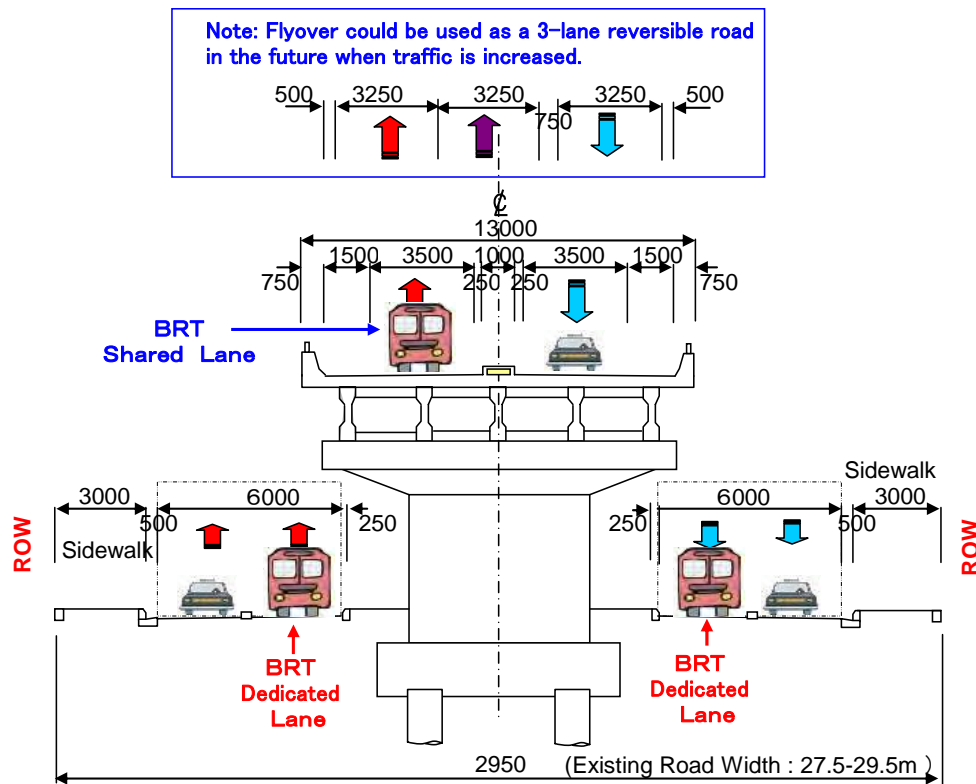 Note: Flyover could be used as a 3-lane reversible road
in the future when traffic is increased.
500 3250 3250 3250 500
750
℄
13000
1500 3500 1000 3500 1500
750 250 250 750
BRT
Shared Lane
Sidewalk
3000 6000 6000 3000
500 250 250 500
ROW
Sidewalk
ROW
BRT
Dedicated
Lane
BRT
Dedicated
Lane
2950 (Existing Road Width : 27.5-29.5m )